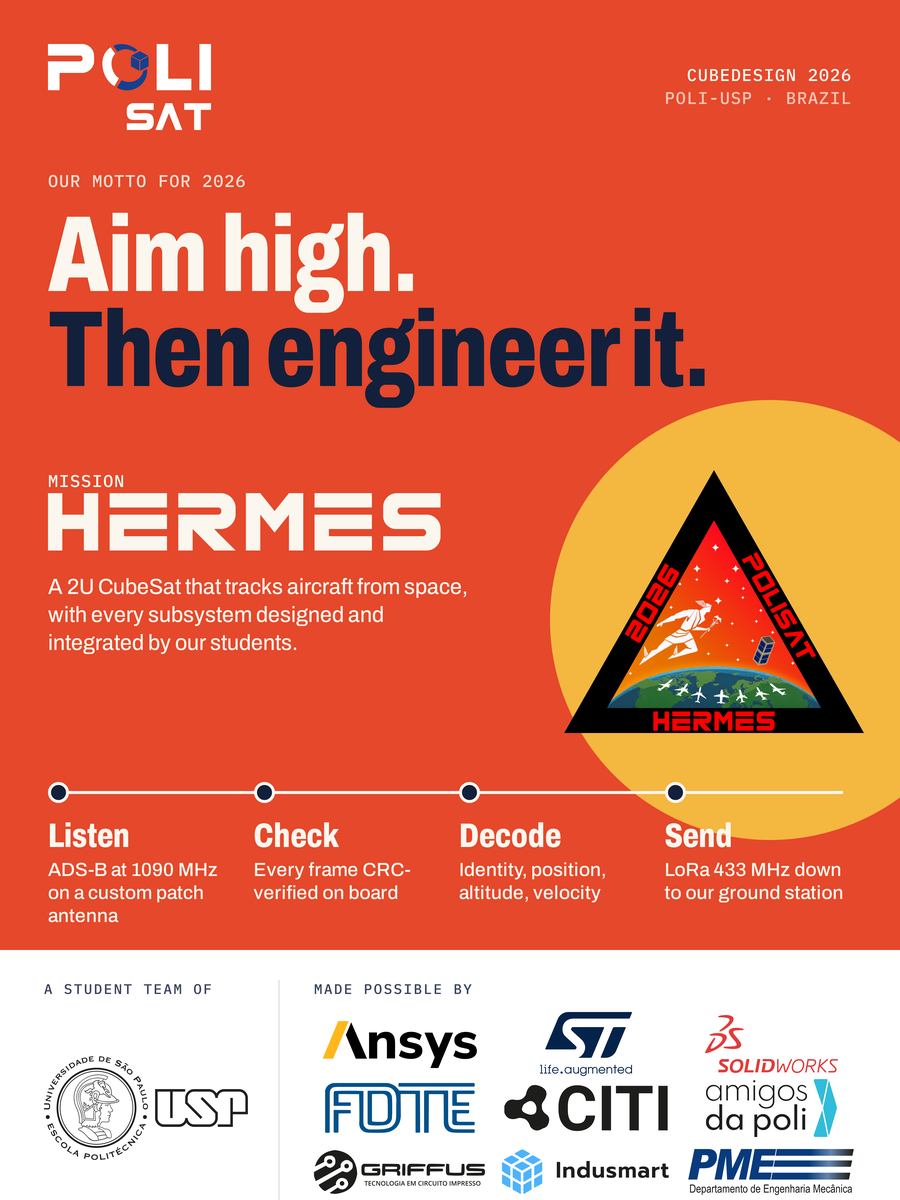 POLI
SAT
CUBEDESIGN 2026
POLI-USP · BRAZIL
OUR MOTTO FOR 2026
Aim high.
Then engineer it.
MISSION
HERMES
A 2U CubeSat that tracks aircraft from space,
with every subsystem designed and
integrated by our students.
2026
POLISAT
HERMES
Listen
ADS-B at 1090 MHz
on a custom patch
antenna
Check
Every frame CRC-
verified on board
Decode
Identity, position,
altitude, velocity
Send
LoRa 433 MHz down
to our ground station
A STUDENT TEAM OF
UNIVERSIDADE DE SÃO PAULO
ESCOLA POLITÉCNICA
USP
MADE POSSIBLE BY
Ansys
ST
life.augmented
3S
SOLIDWORKS
FDTE
CITI
amigos
da poli
GRIFFUS
TECNOLOGIA EM CIRCUITO IMPRESSO
Indusmart
PME
Departamento de Engenharia Mecânica